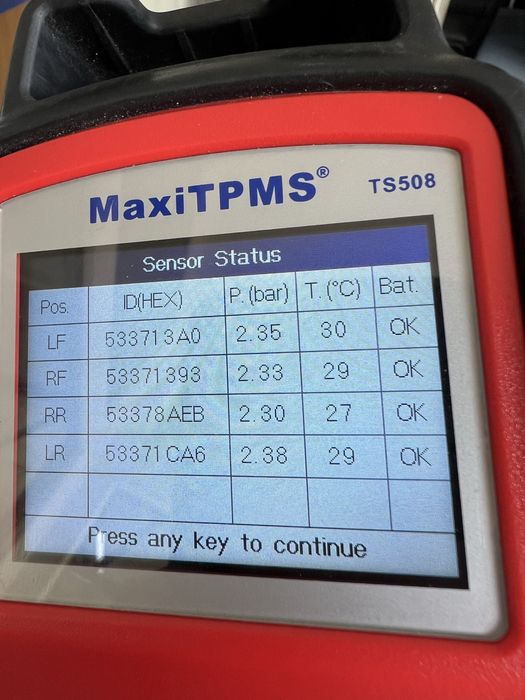 MaxiTPMS® TS508
Sensor Status
Pos. ID(HEX) P.(bar) T.(°C) Bat.
LF 533713A0 2.35 30 OK
RF 53371393 2.33 29 OK
RR 53378AEB 2.30 27 OK
LR 53371CA6 2.38 29 OK
Press any key to continue